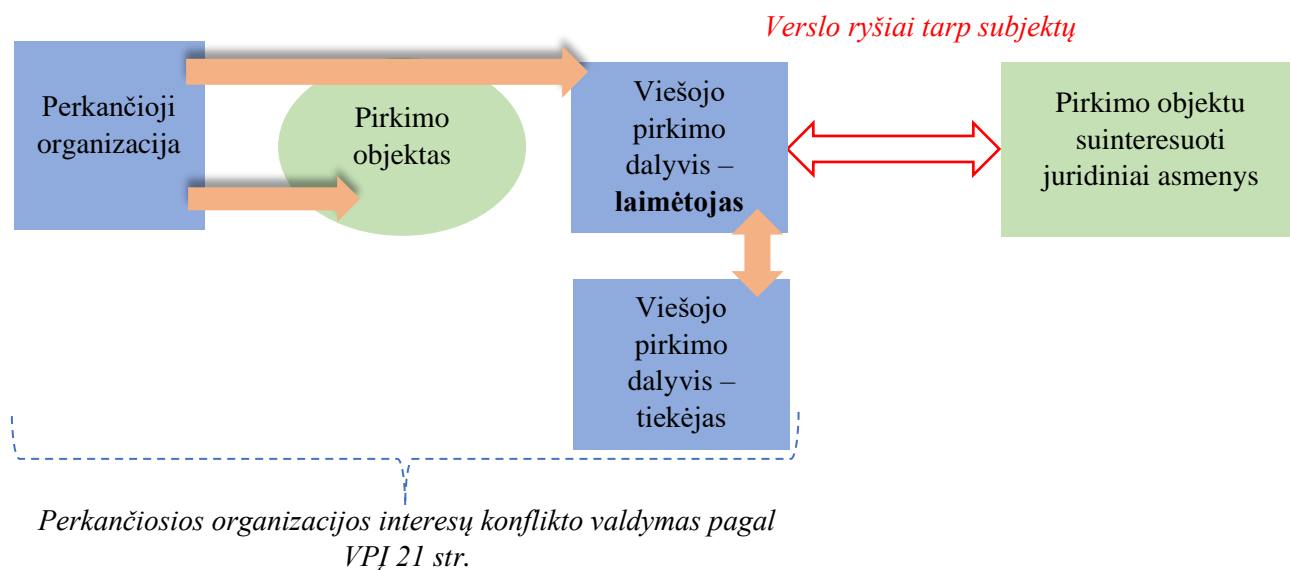 Verslo ryšiai tarp subjektų
Perkančioji
organizacija
Pirkimo
objektas
Viešojo
pirkimo
dalyvis –
laimėtojas
Pirkimo objektu
suinteresuoti
juridiniai asmenys
Viešojo
pirkimo
dalyvis –
tiekėjas
Perkančiosios organizacijos interesų konflikto valdymas pagal
VPĮ 21 str.